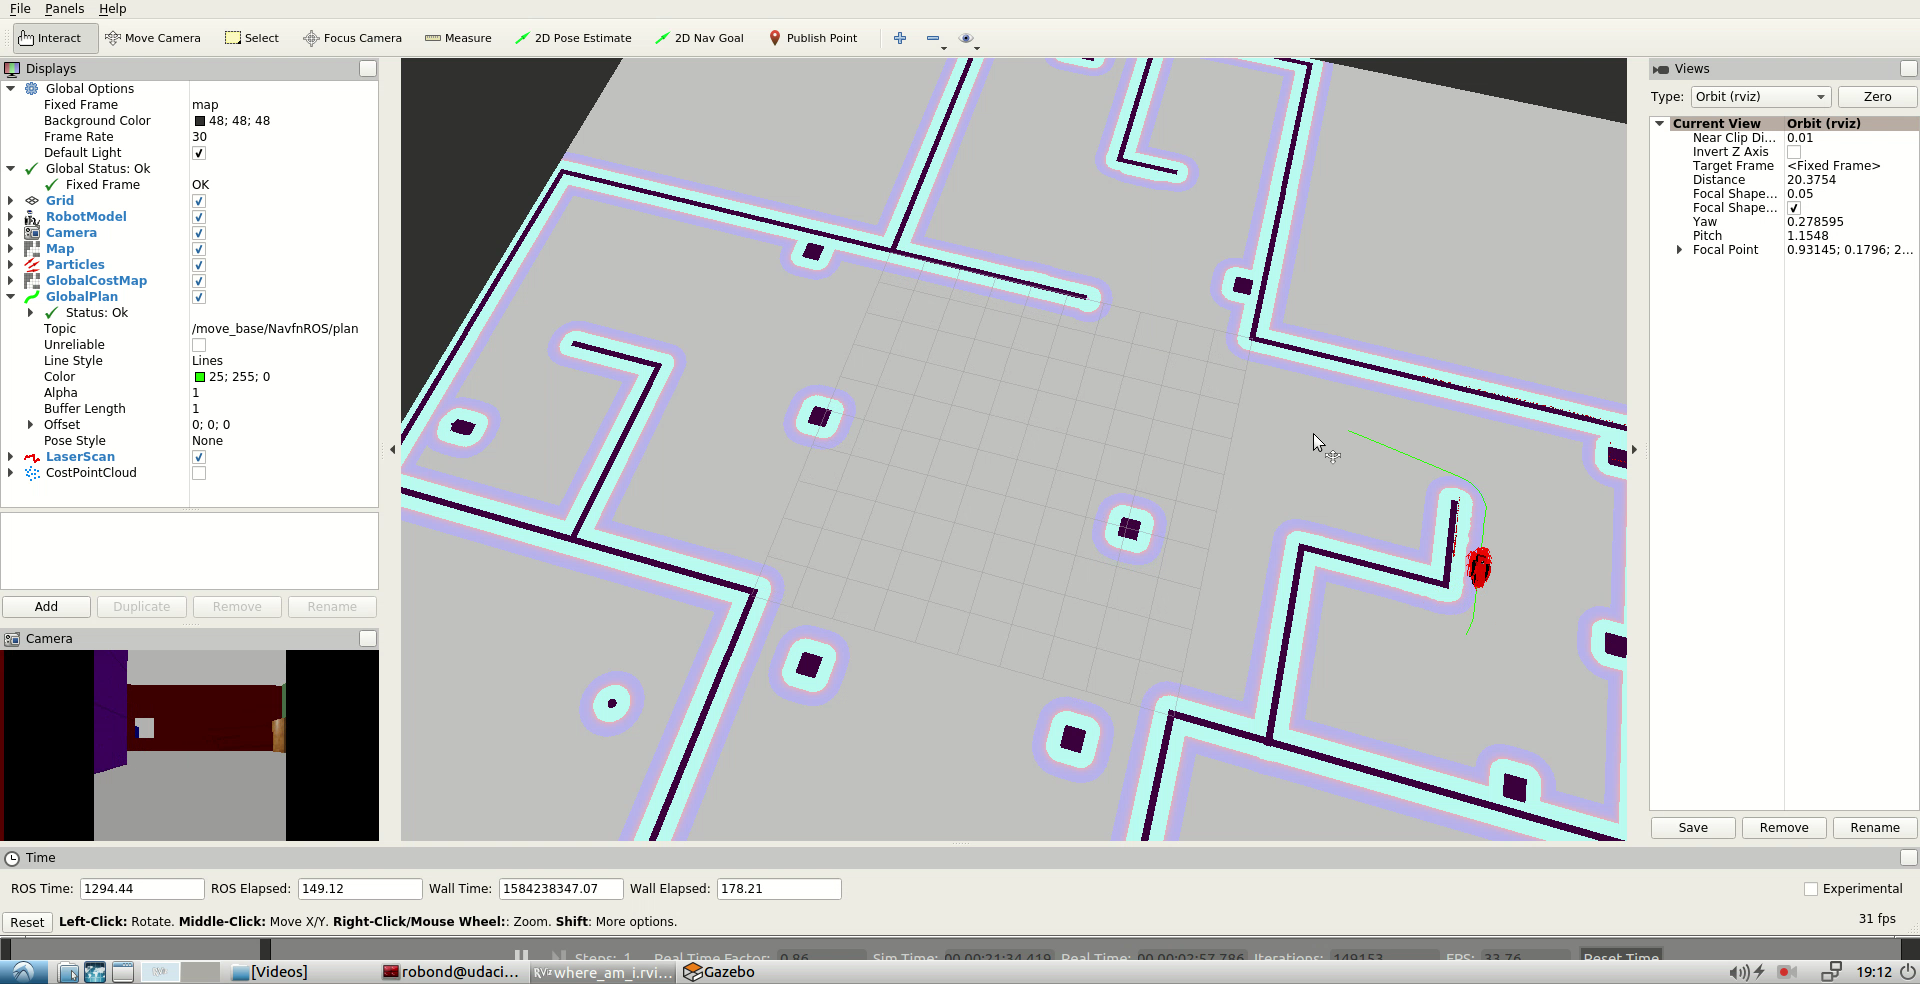 File Panels Help
Interact Move Camera Select Focus Camera Measure 2D Pose Estimate 2D Nav Goal Publish Point
Displays
Global Options
Fixed Frame map
Background Color 48; 48; 48
Frame Rate 30
Default Light
Global Status: Ok
Fixed Frame OK
Grid
RobotModel
Camera
Map
Particles
GlobalCostMap
GlobalPlan
Status: Ok
Topic /move_base/NavfnROS/plan
Unreliable
Line Style Lines
Color 25; 255; 0
Alpha 1
Buffer Length 1
Offset 0; 0; 0
Pose Style None
LaserScan
CostPointCloud
Add Duplicate Remove Rename
Camera
Views
Type: Orbit (rviz) Zero
Current View Orbit (rviz)
Near Clip Di... 0.01
Invert Z Axis
Target Frame <Fixed Frame>
Distance 20.3754
Focal Shape... 0.05
Focal Shape...
Yaw 0.278595
Pitch 1.1548
Focal Point 0.93145; 0.1796; 2...
Save Remove Rename
Time
ROS Time: 1294.44 ROS Elapsed: 149.12 Wall Time: 1584238347.07 Wall Elapsed: 178.21 Experimental
Reset Left-Click: Rotate. Middle-Click: Move X/Y. Right-Click/Mouse Wheel:: Zoom. Shift: More options. 31 fps
Steps: 1 Real Time Factor: 0.86 Sim Time: 00 00:21:34.419 Real Time: 00 00:02:57.786 Iterations: 149153 FPS: 33.76 Reset Time
[Videos] robond@udaci... where_am_i.rvi... Gazebo 19:12